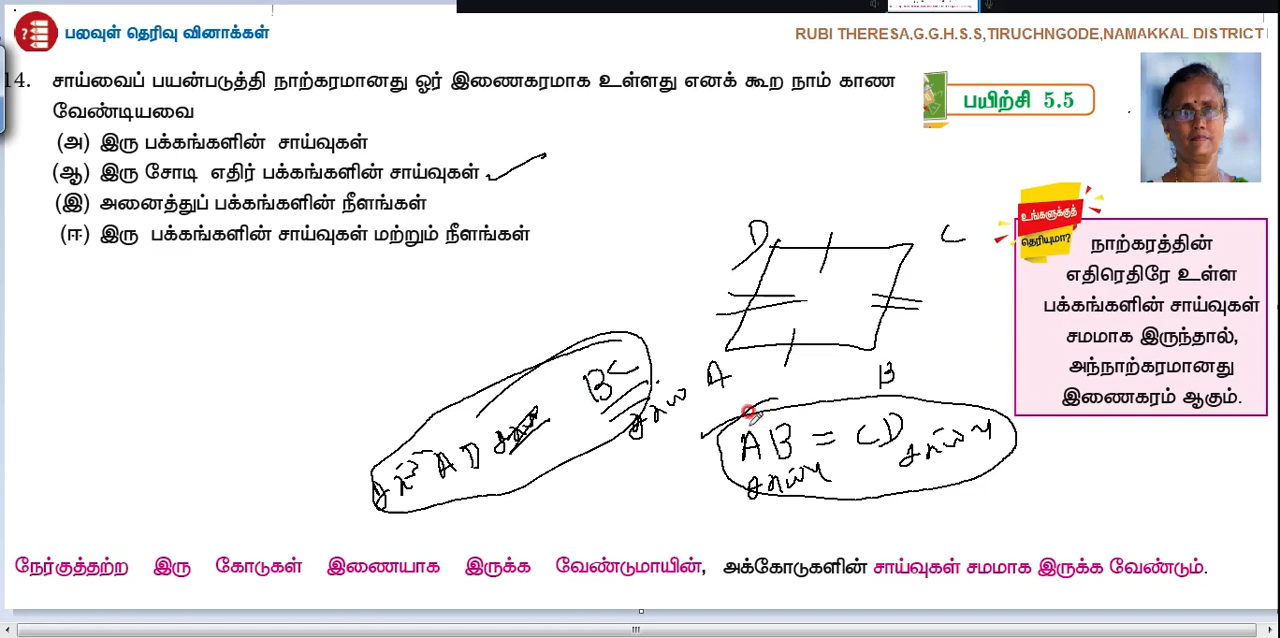 பலவுள் தெரிவு வினாக்கள்
RUBI THERESA,G.G.H.S.S,TIRUCHNGODE,NAMAKKAL DISTRICT
14. சாய்வைப் பயன்படுத்தி நாற்கரமானது ஓர் இணைகரமாக உள்ளது எனக் கூற நாம் காண
வேண்டியவை
(அ) இரு பக்கங்களின் சாய்வுகள்
(ஆ) இரு சோடி எதிர் பக்கங்களின் சாய்வுகள்
(இ) அனைத்துப் பக்கங்களின் நீளங்கள்
(ஈ) இரு பக்கங்களின் சாய்வுகள் மற்றும் நீளங்கள்
பயிற்சி 5.5
உங்களுக்குத்
தெரியுமா?
நாற்கரத்தின்
எதிரெதிரே உள்ள
பக்கங்களின் சாய்வுகள்
சமமாக இருந்தால்,
அந்நாற்கரமானது
இணைகரம் ஆகும்.
D C
A B
AD BC
AB = CD
சாய்வு சாய்வு
நேர்குத்தற்ற இரு கோடுகள் இணையாக இருக்க வேண்டுமாயின், அக்கோடுகளின் சாய்வுகள் சமமாக இருக்க வேண்டும்.